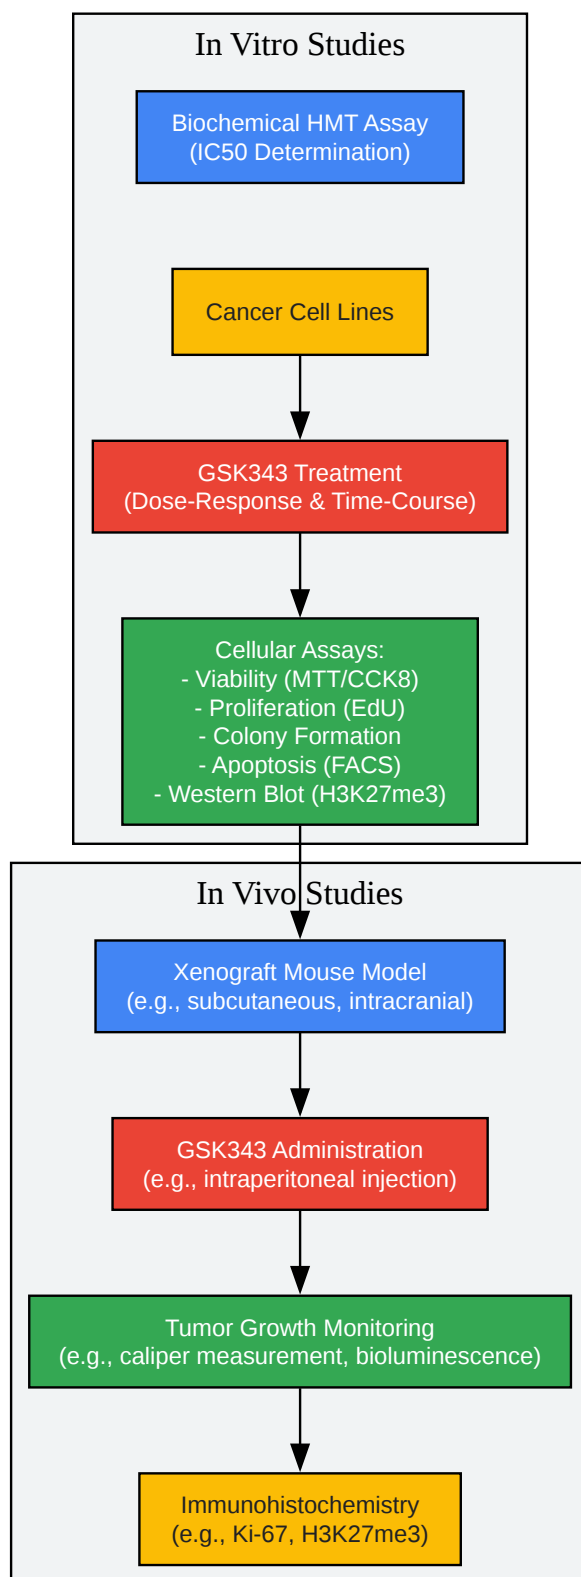 In Vitro Studies
Biochemical HMT Assay
(IC50 Determination)
Cancer Cell Lines
GSK343 Treatment
(Dose-Response & Time-Course)
Cellular Assays:
- Viability (MTT/CCK8)
- Proliferation (EdU)
- Colony Formation
- Apoptosis (FACS)
- Western Blot (H3K27me3)
In Vivo Studies
Xenograft Mouse Model
(e.g., subcutaneous, intracranial)
GSK343 Administration
(e.g., intraperitoneal injection)
Tumor Growth Monitoring
(e.g., caliper measurement, bioluminescence)
Immunohistochemistry
(e.g., Ki-67, H3K27me3)